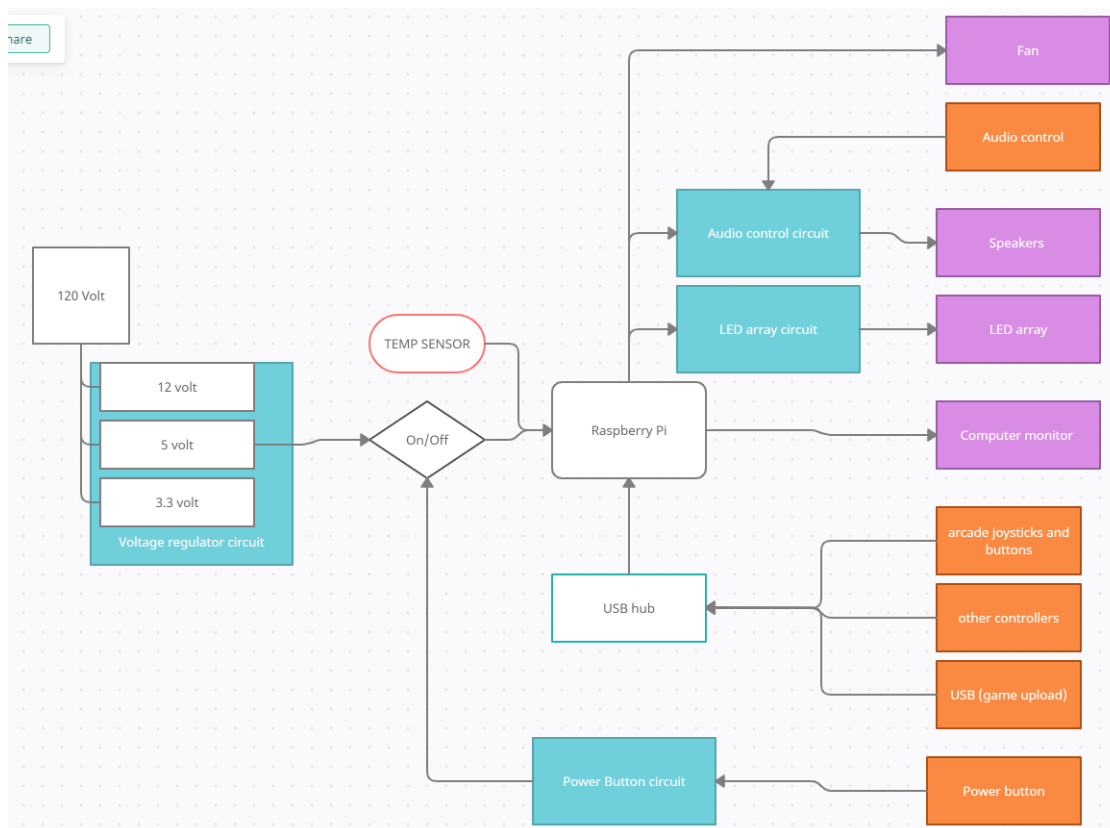 hare
Fan
Audio control
Audio control circuit
Speakers
120 Volt
LED array circuit
LED array
TEMP SENSOR
12 volt
5 volt
On/Off
Raspberry Pi
Computer monitor
3.3 volt
Voltage regulator circuit
arcade joysticks and
buttons
USB hub
other controllers
USB (game upload)
Power Button circuit
Power button